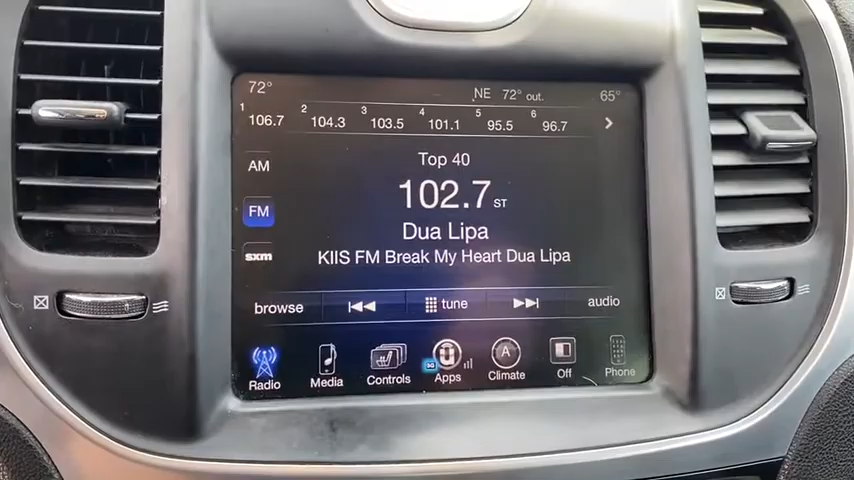 72° NE 72° out. 65°
1 106.7 2 104.3 3 103.5 4 101.1 5 95.5 6 96.7
Top 40
AM
102.7 ST
FM
Dua Lipa
sxm
KIIS FM Break My Heart Dua Lipa
browse tune audio
Radio Media Controls Apps Climate Off Phone
A